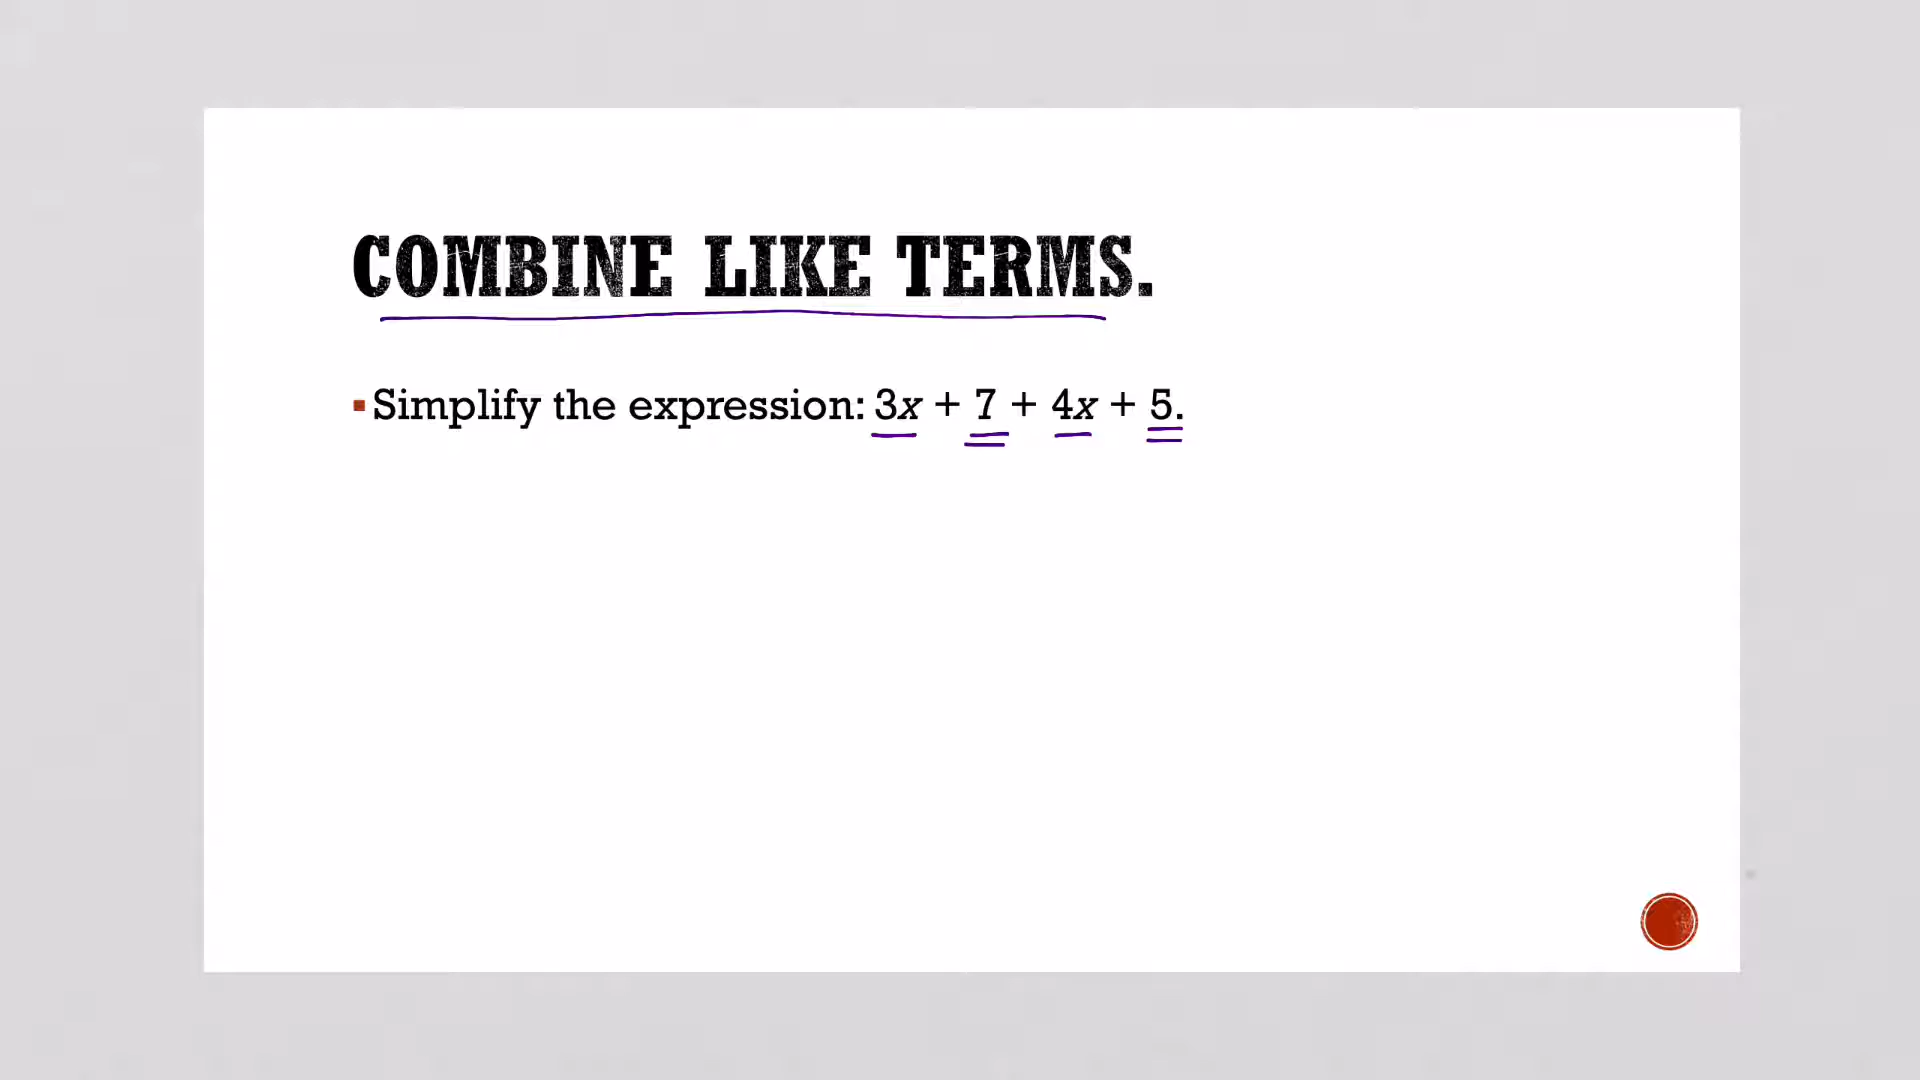 COMBINE LIKE TERMS.
▪Simplify the expression: 3x + 7 + 4x + 5.